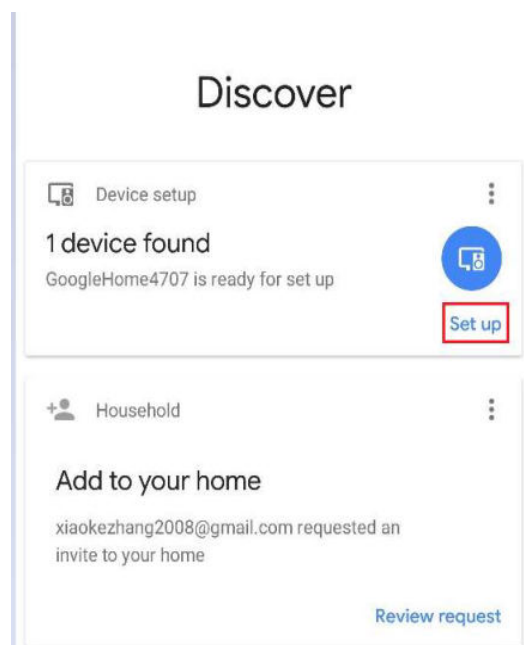 Discover
Device setup
1 device found
GoogleHome4707 is ready for set up
Set up
Household
Add to your home
xiaokezhang2008@gmail.com requested an
invite to your home
Review request